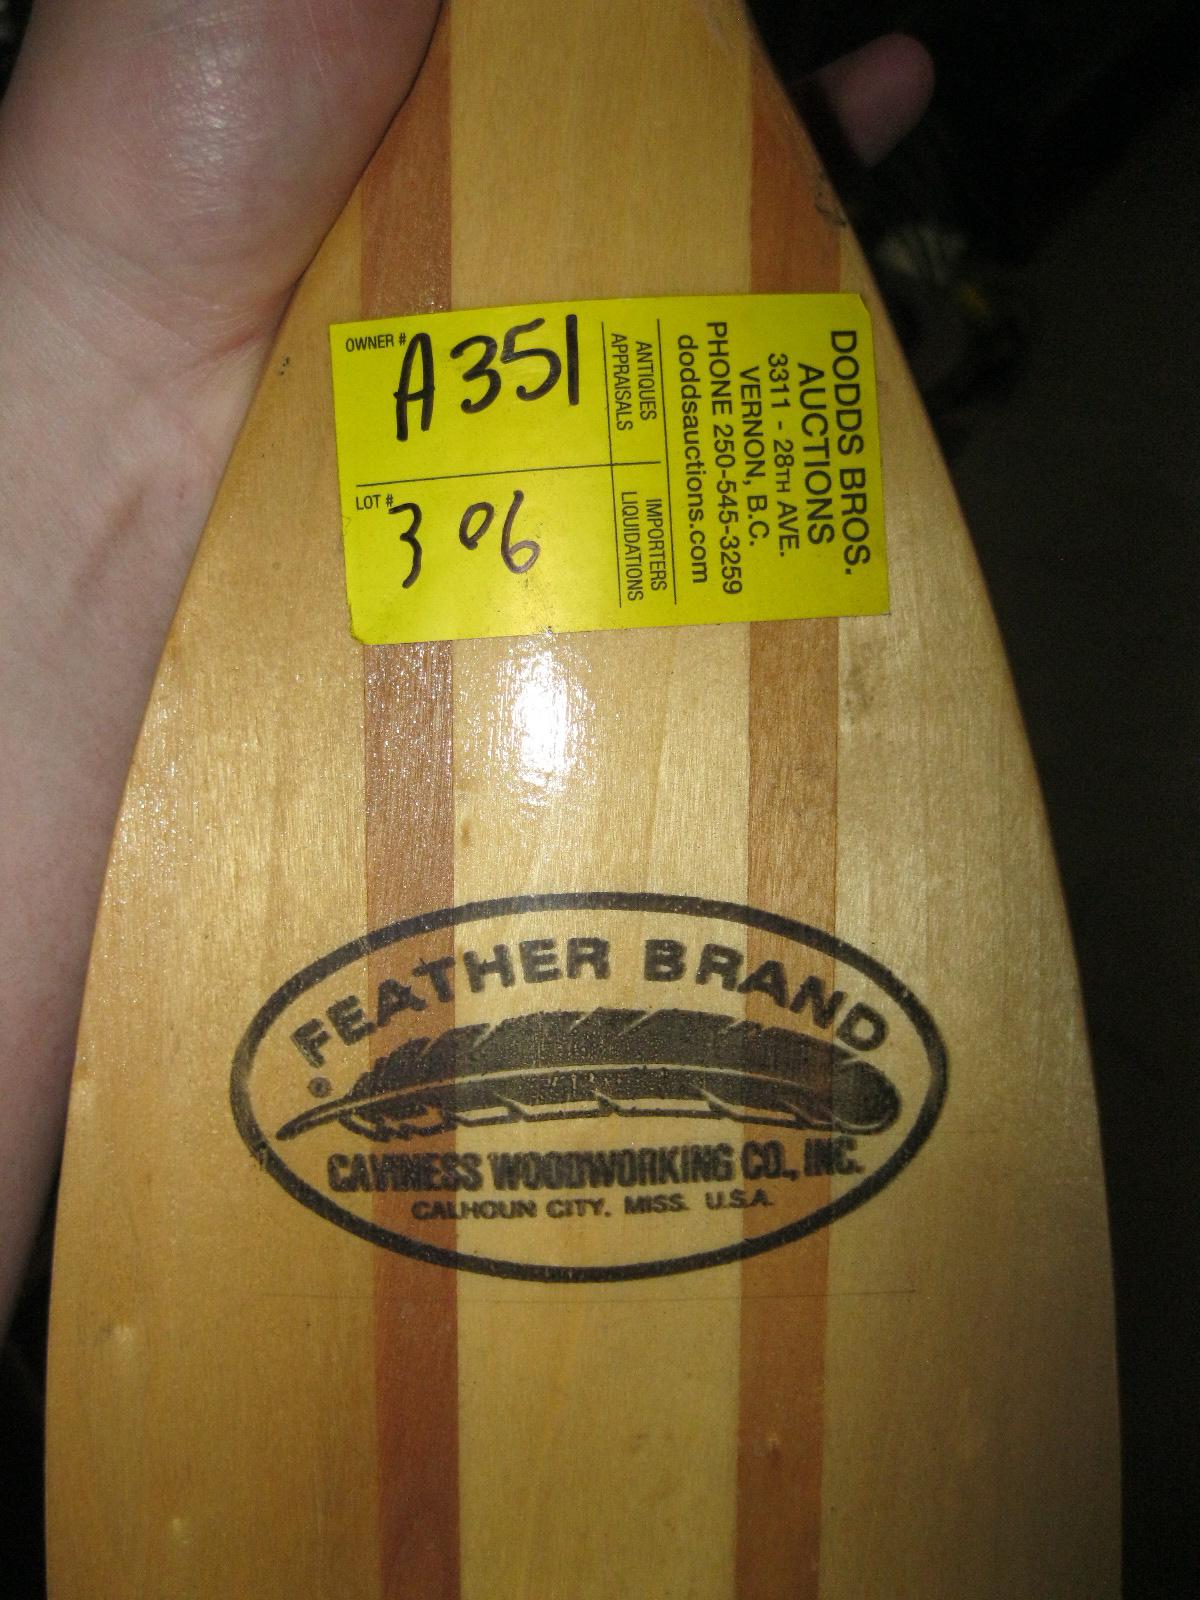 OWNER #
A351
LOT #
306
ANTIQUES
APPRAISALS
IMPORTERS
LIQUIDATIONS
DODDS BROS.
AUCTIONS
3311 - 28TH AVE.
VERNON, B.C.
PHONE 250-545-3259
doddsauctions.com
FEATHER BRAND
CAVINESS WOODWORKING CO., INC.
CALHOUN CITY, MISS. U.S.A.